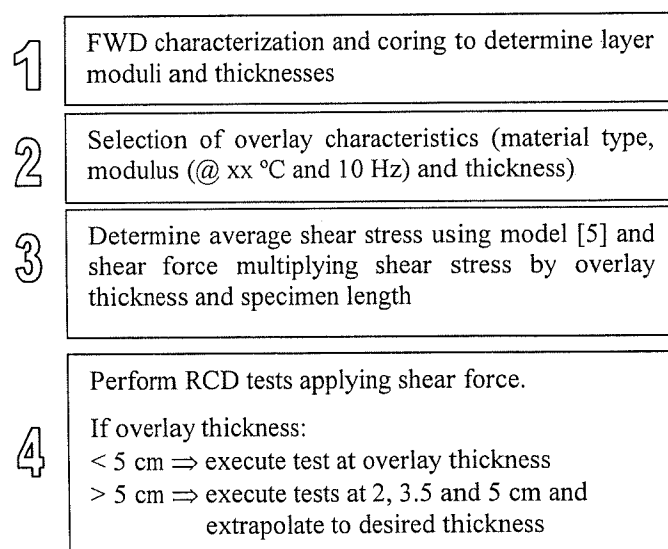 1
FWD characterization and coring to determine layer
moduli and thicknesses
2
Selection of overlay characteristics (material type,
modulus (@ xx ºC and 10 Hz) and thickness)
3
Determine average shear stress using model [5] and
shear force multiplying shear stress by overlay
thickness and specimen length
4
Perform RCD tests applying shear force.
If overlay thickness:
< 5 cm ⇒ execute test at overlay thickness
> 5 cm ⇒ execute tests at 2, 3.5 and 5 cm and
extrapolate to desired thickness